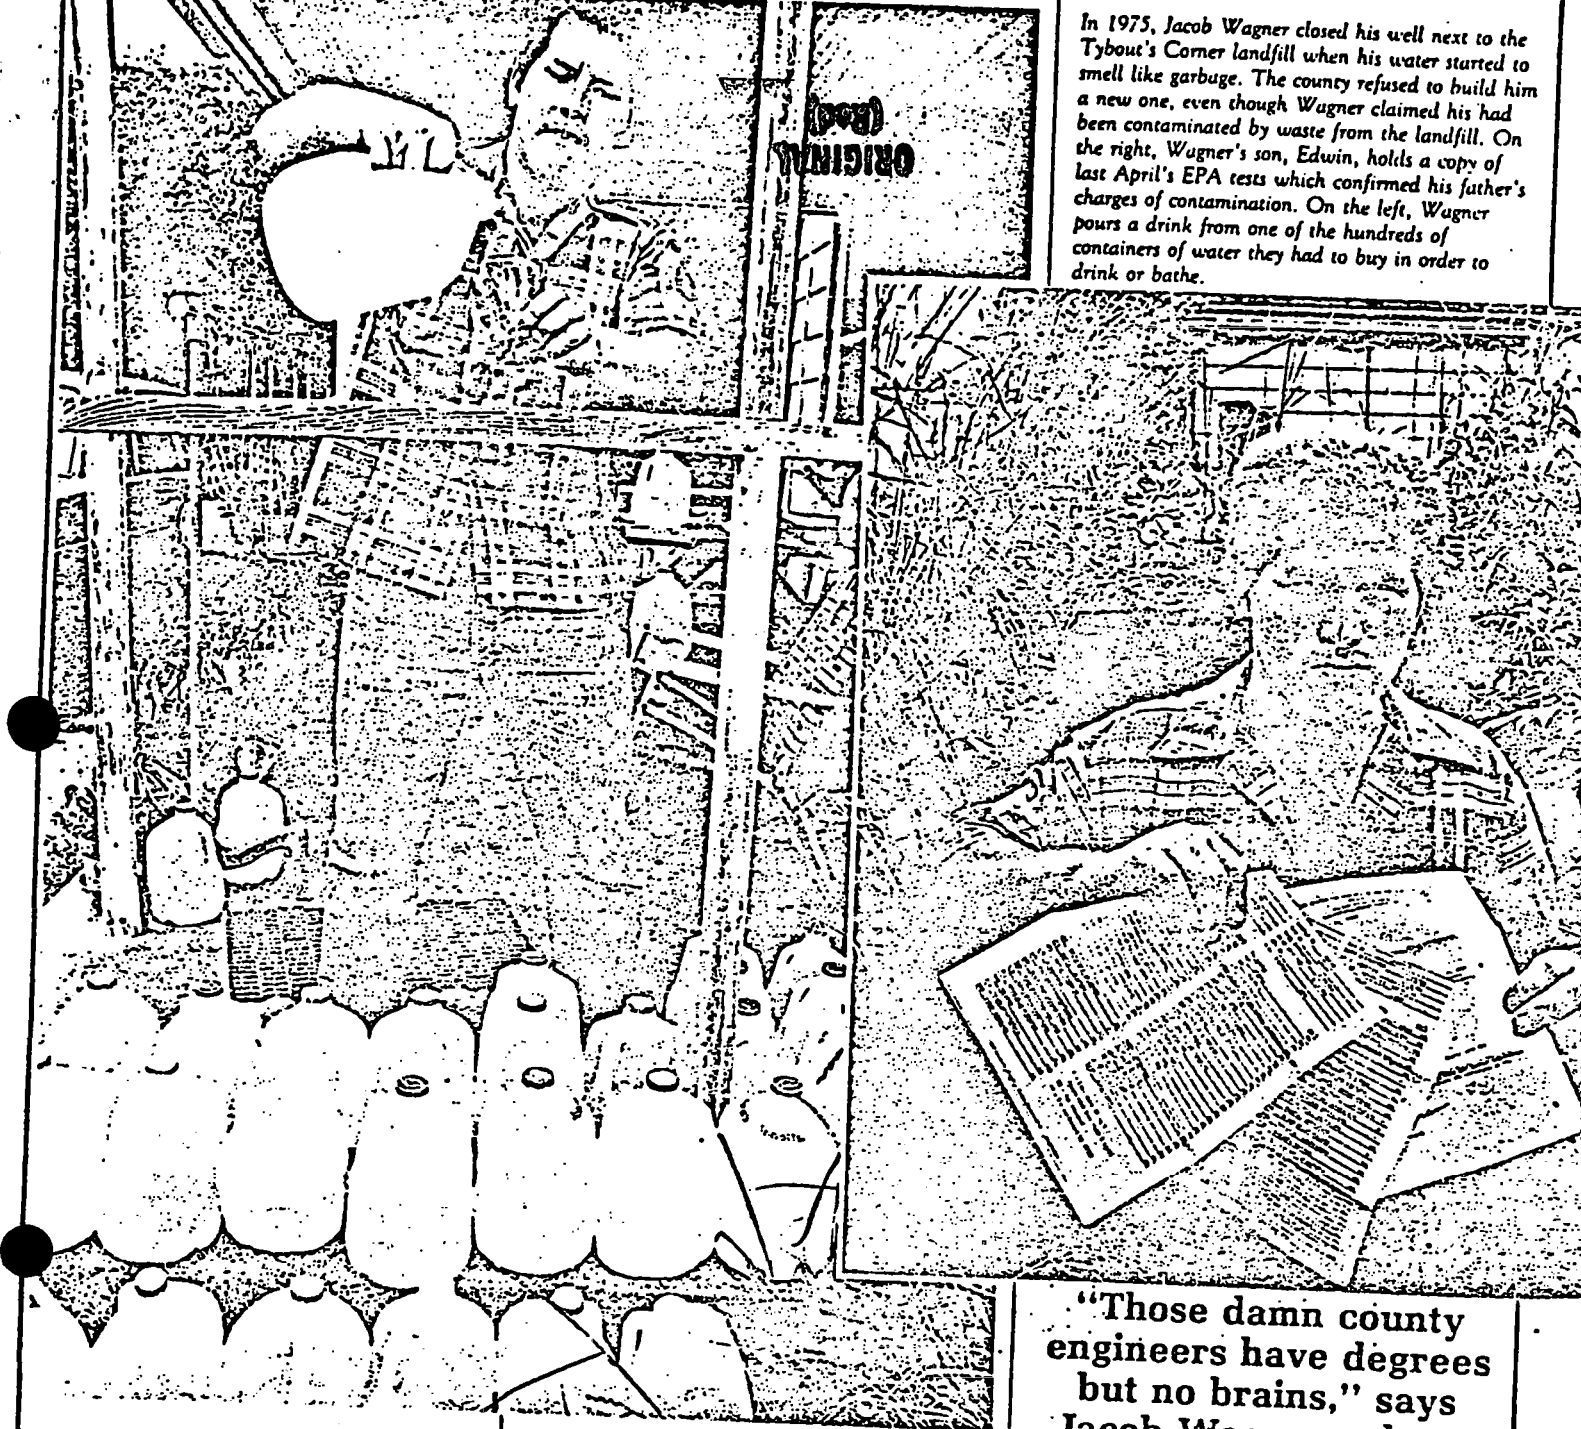 In 1975, Jacob Wagner closed his well next to the
Tybout's Corner landfill when his water started to
smell like garbage. The county refused to build him
a new one, even though Wagner claimed his had
been contaminated by waste from the landfill. On
the right, Wagner's son, Edwin, holds a copy of
last April's EPA tests which confirmed his father's
charges of contamination. On the left, Wagner
pours a drink from one of the hundreds of
containers of water they had to buy in order to
drink or bathe.
ORIGINAL
(Red)
"Those damn county
engineers have degrees
but no brains," says
Jacob